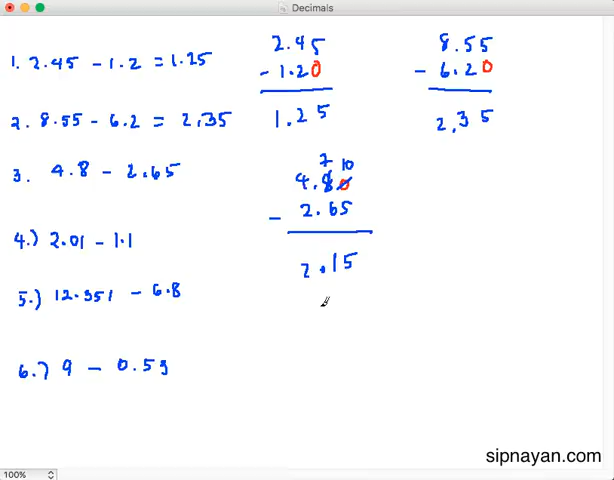 Decimals
1. 2.45 - 1.2 = 1.25
2. 8.55 - 6.2 = 2.35
3. 4.8 - 2.65
4.) 2.01 - 1.1
5.) 12.351 - 6.8
6.) 9 - 0.53
2.45
- 1.20
1.25
8.55
- 6.20
2.35
7 10
4.80
- 2.65
2.15
sipnayan.com
100%